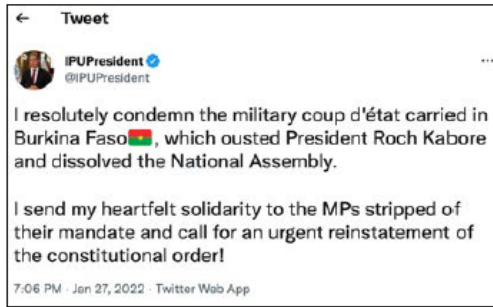 ← Tweet
IPUPresident
@IPUPresident
...
I resolutely condemn the military coup d'état carried in
Burkina Faso🇧🇫, which ousted President Roch Kabore
and dissolved the National Assembly.
I send my heartfelt solidarity to the MPs stripped of
their mandate and call for an urgent reinstatement of
the constitutional order!
7:06 PM · Jan 27, 2022 · Twitter Web App